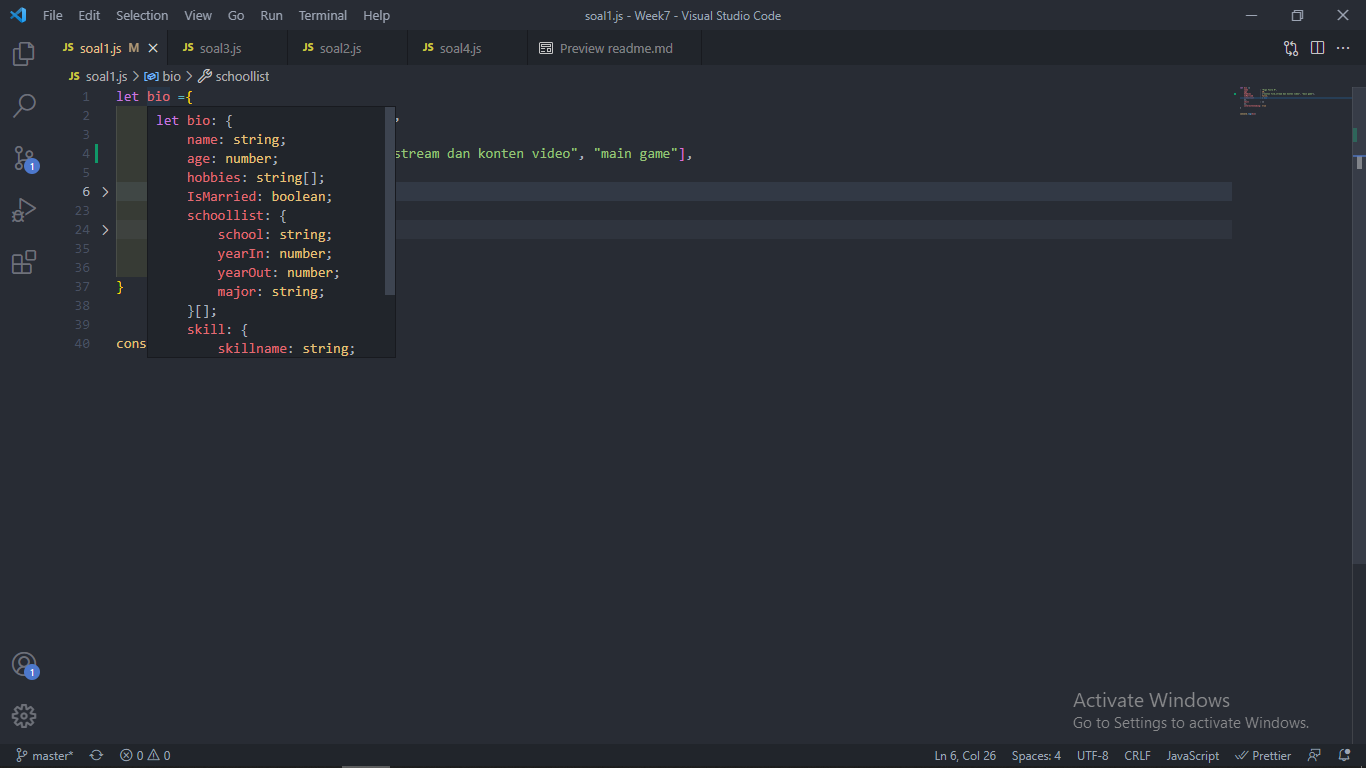 File Edit Selection View Go Run Terminal Help soal1.js - Week7 - Visual Studio Code
JS soal1.js M JS soal3.js JS soal2.js JS soal4.js Preview readme.md
JS soal1.js > bio > schoollist
1 let bio ={
2 ,
3
4 stream dan konten video", "main game"],
5
6
23
24
35
36
37 }
38
39
40 cons
let bio: {
name: string;
age: number;
hobbies: string[];
IsMarried: boolean;
schoollist: {
school: string;
yearIn: number;
yearOut: number;
major: string;
}[];
skill: {
skillname: string;
1
1
Activate Windows
Go to Settings to activate Windows.
master* 0 0 Ln 6, Col 26 Spaces: 4 UTF-8 CRLF JavaScript Prettier